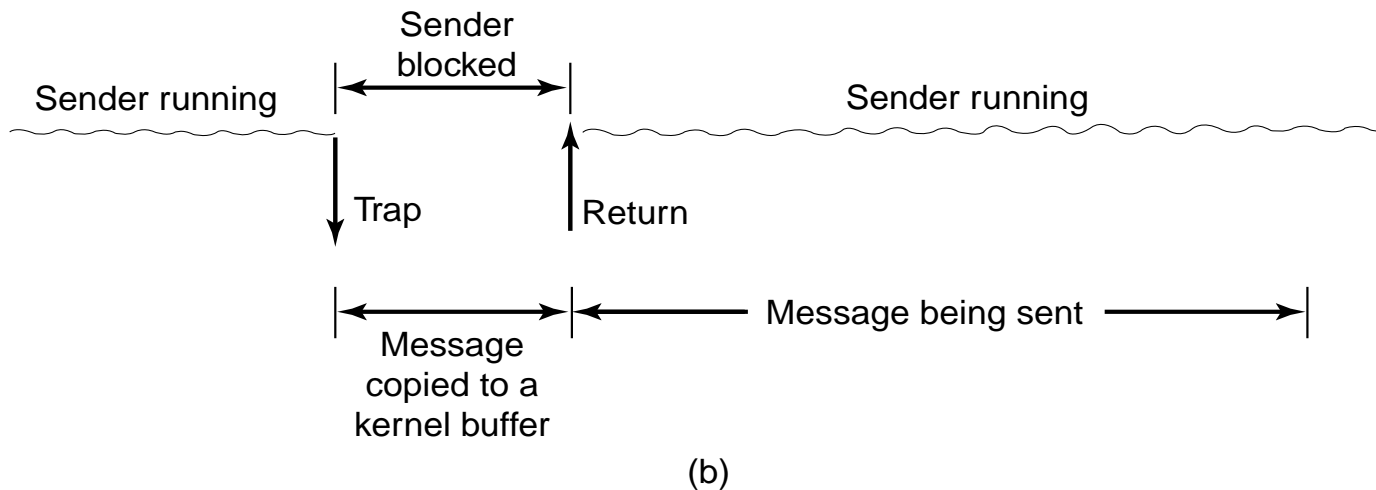 Sender
blocked
Sender running
Sender running
Trap
Return
Message being sent
Message
copied to a
kernel buffer
(b)